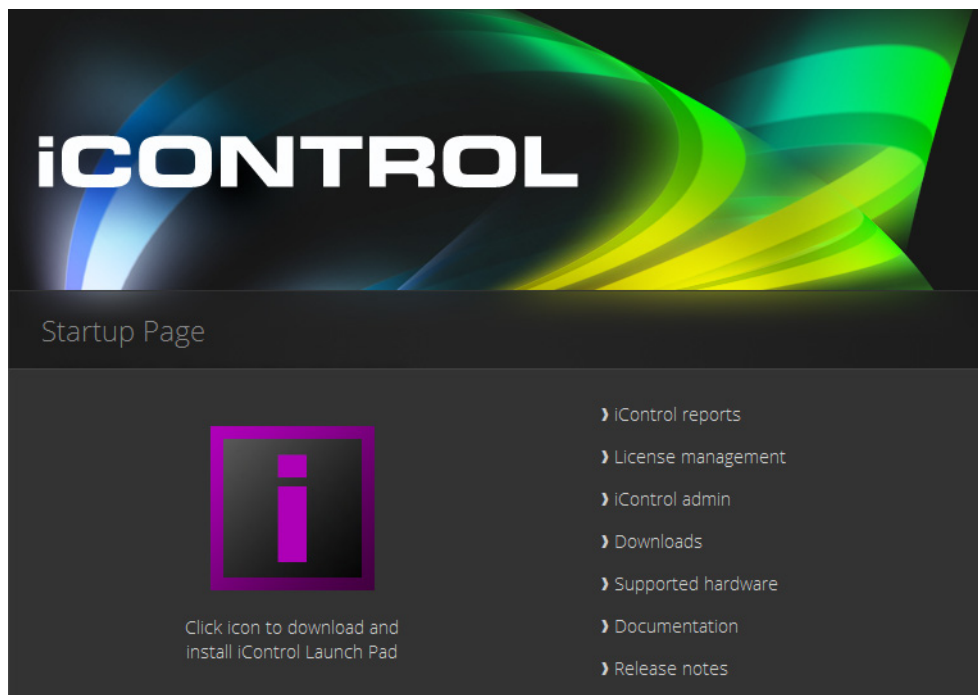 iCONTROL
Startup Page
i
Click icon to download and
install iControl Launch Pad
❱ iControl reports
❱ License management
❱ iControl admin
❱ Downloads
❱ Supported hardware
❱ Documentation
❱ Release notes